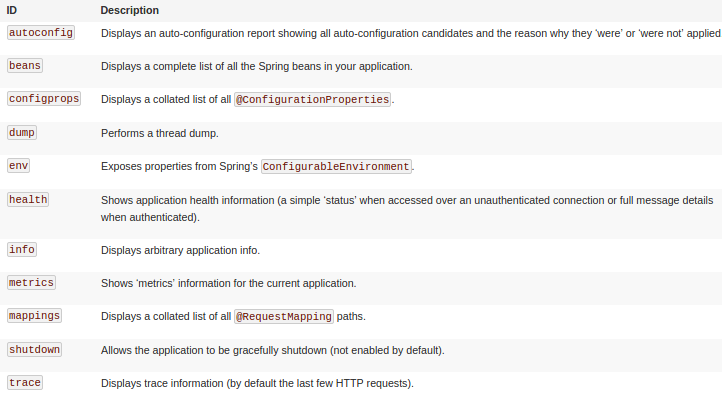 ID Description
autoconfig Displays an auto-configuration report showing all auto-configuration candidates and the reason why they ‘were’ or ‘were not’ applied
beans Displays a complete list of all the Spring beans in your application.
configprops Displays a collated list of all @ConfigurationProperties.
dump Performs a thread dump.
env Exposes properties from Spring’s ConfigurableEnvironment.
health Shows application health information (a simple ‘status’ when accessed over an unauthenticated connection or full message details
when authenticated).
info Displays arbitrary application info.
metrics Shows ‘metrics’ information for the current application.
mappings Displays a collated list of all @RequestMapping paths.
shutdown Allows the application to be gracefully shutdown (not enabled by default).
trace Displays trace information (by default the last few HTTP requests).